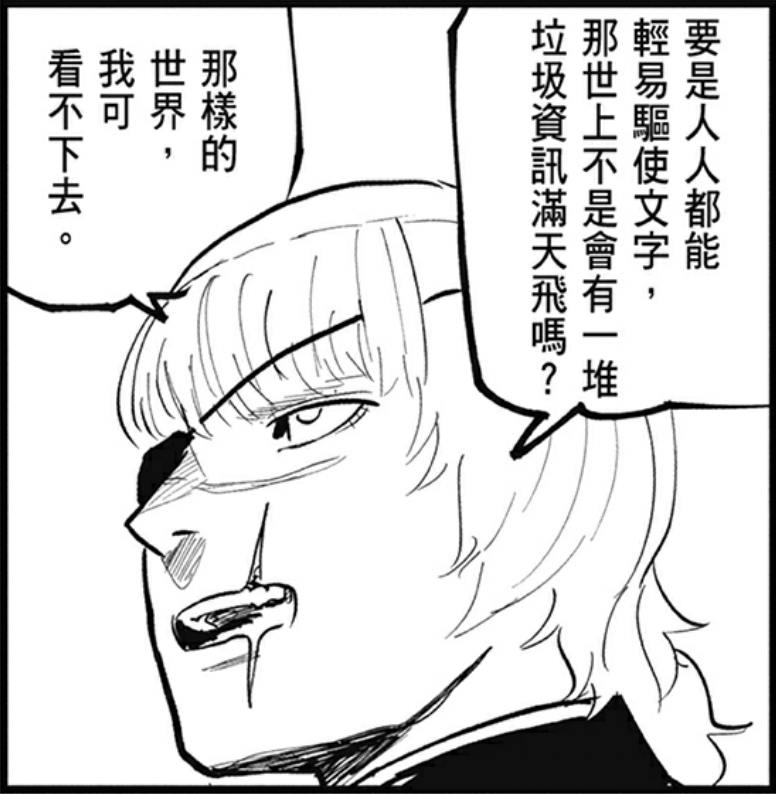 要是人人都能
輕易驅使文字，
那世上不是會有一堆
垃圾資訊滿天飛嗎？
那樣的
世界，
我可
看不下去。